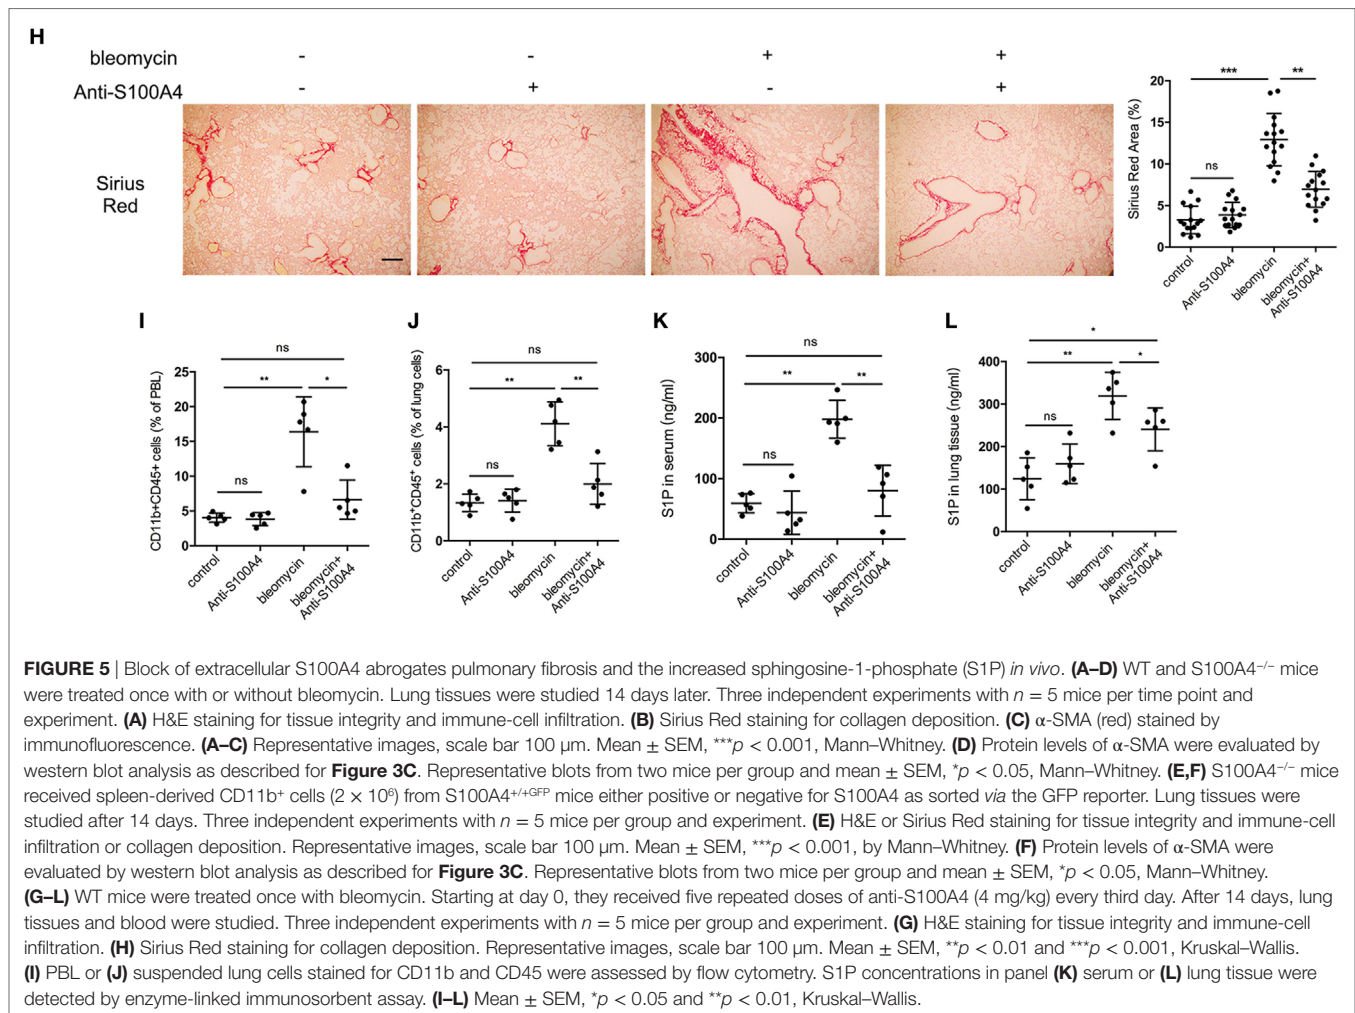 H
bleomycin - - + +
Anti-S100A4 - + - +
Sirius
Red
Sirius Red Area (%)
20
15
10
5
0
***
**
ns
control
Anti-S100A4
bleomycin
bleomycin+
Anti-S100A4
I
CD11b+CD45+ cells (% of PBL)
25
20
15
10
5
0
ns
**
*
ns
control
Anti-S100A4
bleomycin
bleomycin+
Anti-S100A4
J
CD11b⁺CD45⁺ cells (% of lung cells)
6
4
2
0
ns
**
**
ns
control
Anti-S100A4
bleomycin
bleomycin+
Anti-S100A4
K
S1P in serum (ng/ml)
300
200
100
0
ns
**
**
ns
control
Anti-S100A4
bleomycin
bleomycin+
Anti-S100A4
L
S1P in lung tissue (ng/ml)
400
300
200
100
0
*
**
*
ns
control
Anti-S100A4
bleomycin
bleomycin+
Anti-S100A4
FIGURE 5 | Block of extracellular S100A4 abrogates pulmonary fibrosis and the increased sphingosine-1-phosphate (S1P) in vivo. (A–D) WT and S100A4⁻/⁻ mice
were treated once with or without bleomycin. Lung tissues were studied 14 days later. Three independent experiments with n = 5 mice per time point and
experiment. (A) H&E staining for tissue integrity and immune-cell infiltration. (B) Sirius Red staining for collagen deposition. (C) α-SMA (red) stained by
immunofluorescence. (A–C) Representative images, scale bar 100 µm. Mean ± SEM, ***p < 0.001, Mann–Whitney. (D) Protein levels of α-SMA were evaluated by
western blot analysis as described for Figure 3C. Representative blots from two mice per group and mean ± SEM, *p < 0.05, Mann–Whitney. (E,F) S100A4⁻/⁻ mice
received spleen-derived CD11b⁺ cells (2 × 10⁶) from S100A4⁺/⁺ᴳᶠᴾ mice either positive or negative for S100A4 as sorted via the GFP reporter. Lung tissues were
studied after 14 days. Three independent experiments with n = 5 mice per group and experiment. (E) H&E or Sirius Red staining for tissue integrity and immune-cell
infiltration or collagen deposition. Representative images, scale bar 100 µm. Mean ± SEM, ***p < 0.001, by Mann–Whitney. (F) Protein levels of α-SMA were
evaluated by western blot analysis as described for Figure 3C. Representative blots from two mice per group and mean ± SEM, *p < 0.05, Mann–Whitney.
(G–L) WT mice were treated once with bleomycin. Starting at day 0, they received five repeated doses of anti-S100A4 (4 mg/kg) every third day. After 14 days, lung
tissues and blood were studied. Three independent experiments with n = 5 mice per group and experiment. (G) H&E staining for tissue integrity and immune-cell
infiltration. (H) Sirius Red staining for collagen deposition. Representative images, scale bar 100 µm. Mean ± SEM, **p < 0.01 and ***p < 0.001, Kruskal–Wallis.
(I) PBL or (J) suspended lung cells stained for CD11b and CD45 were assessed by flow cytometry. S1P concentrations in panel (K) serum or (L) lung tissue were
detected by enzyme-linked immunosorbent assay. (I–L) Mean ± SEM, *p < 0.05 and **p < 0.01, Kruskal–Wallis.